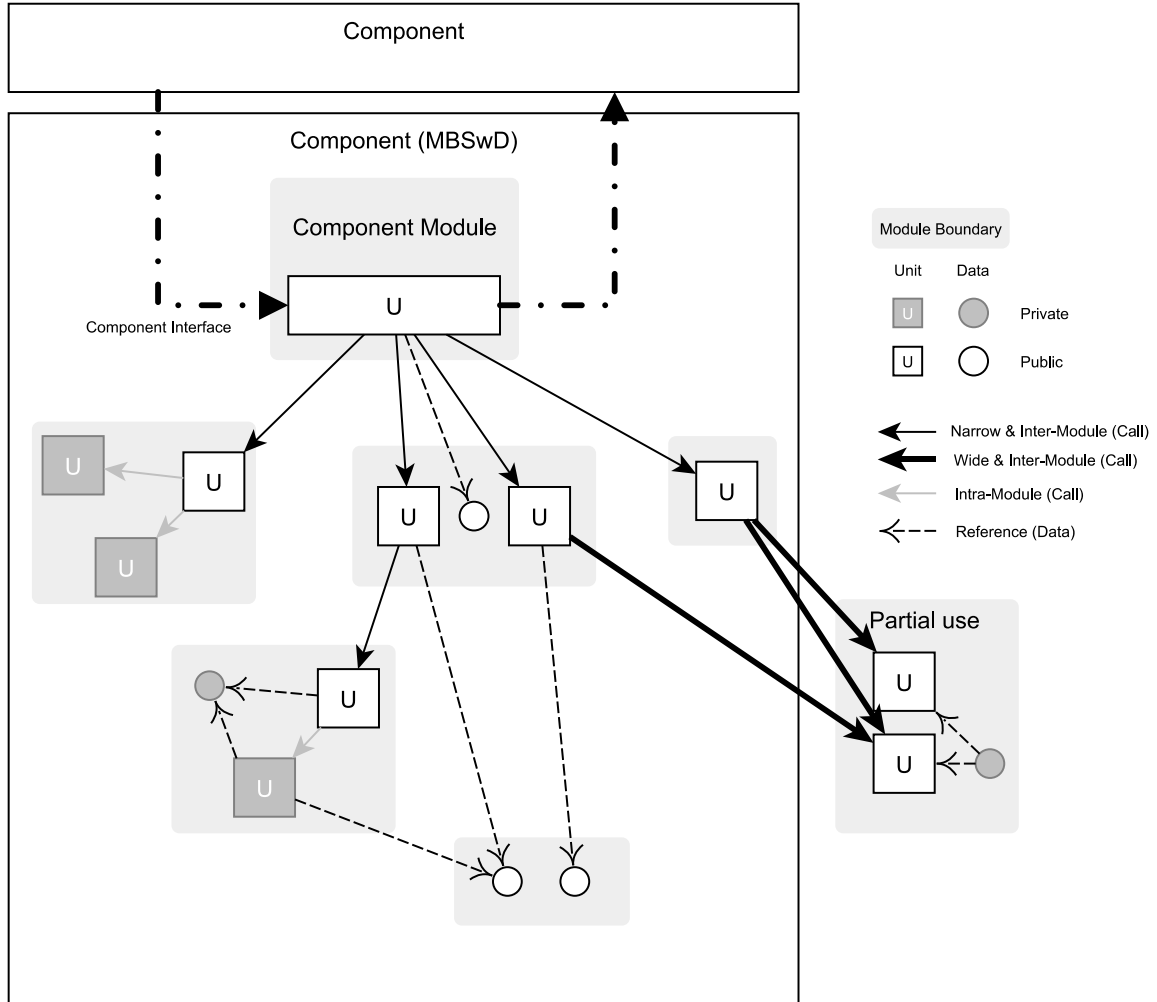 Component
Component (MBSwD)
Component Module
U
Component Interface
Module Boundary
Unit Data
U Private
U Public
Narrow & Inter-Module (Call)
Wide & Inter-Module (Call)
Intra-Module (Call)
Reference (Data)
U
U
U
U
U
U
Partial use
U
U
U
U